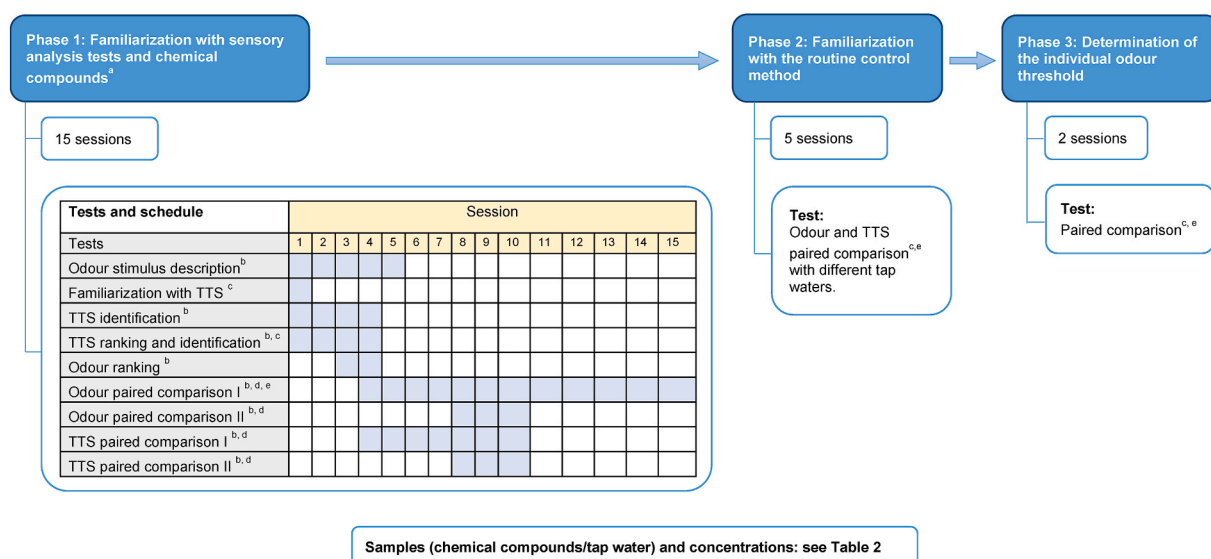 Phase 1: Familiarization with sensory
analysis tests and chemical
compounds^a
Phase 2: Familiarization
with the routine control
method
Phase 3: Determination of
the individual odour
threshold
15 sessions
5 sessions
2 sessions
Tests and schedule Session
Tests 1 2 3 4 5 6 7 8 9 10 11 12 13 14 15
Odour stimulus description^b
Familiarization with TTS ^c
TTS identification ^b
TTS ranking and identification ^b, c
Odour ranking ^b
Odour paired comparison I ^b, d, e
Odour paired comparison II ^b, d
TTS paired comparison I ^b, d
TTS paired comparison II ^b, d
Test:
Odour and TTS
paired comparison^c,e
with different tap
waters.
Test:
Paired comparison^c, e
Samples (chemical compounds/tap water) and concentrations: see Table 2